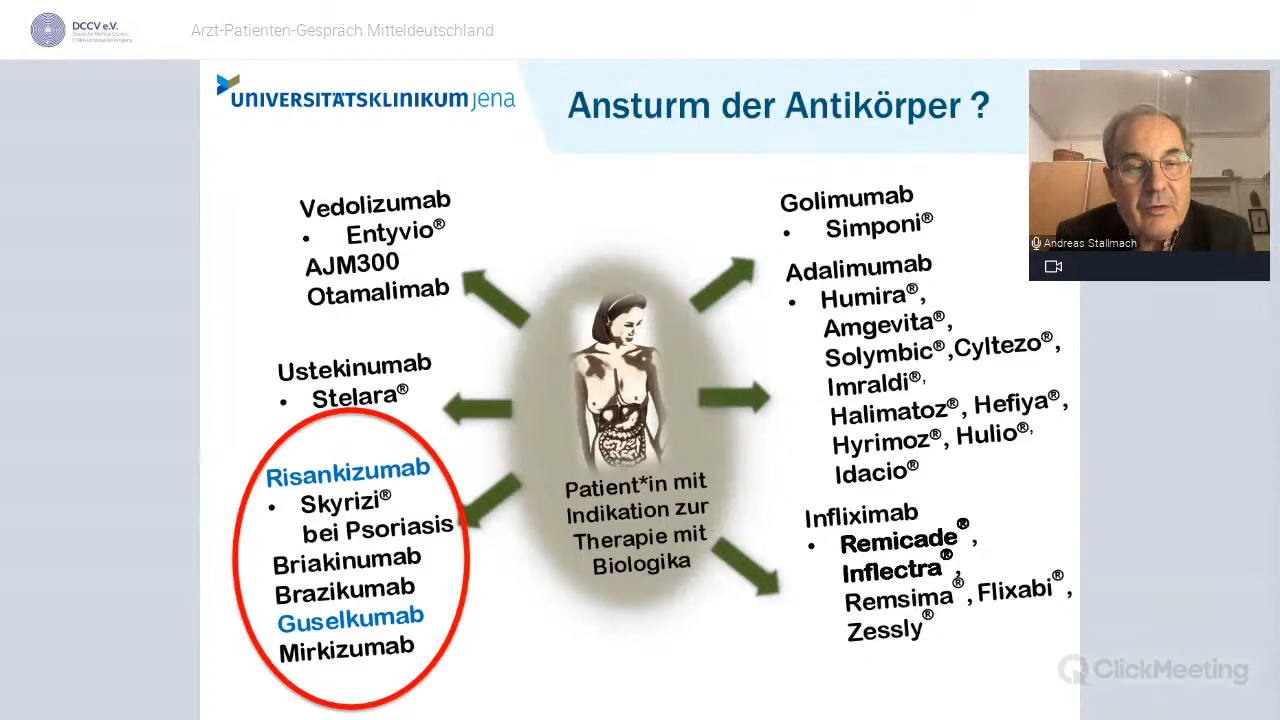 DCCV e.V.
Arzt-Patienten-Gespräch Mitteldeutschland
UNIVERSITÄTSKLINIKUM jena
Ansturm der Antikörper ?
Andreas Stallmach
Vedolizumab
• Entyvio®
AJM300
Otamalimab
Ustekinumab
• Stelara®
Risankizumab
• Skyrizi®
bei Psoriasis
Briakinumab
Brazikumab
Guselkumab
Mirkizumab
Patient*in mit
Indikation zur
Therapie mit
Biologika
Golimumab
• Simponi®
Adalimumab
• Humira®,
Amgevita®,
Solymbic®,Cyltezo®,
Imraldi®,
Halimatoz®, Hefiya®,
Hyrimoz®, Hulio®,
Idacio®
Infliximab
• Remicade®,
Inflectra®,
Remsima®, Flixabi®,
Zessly®
ClickMeeting